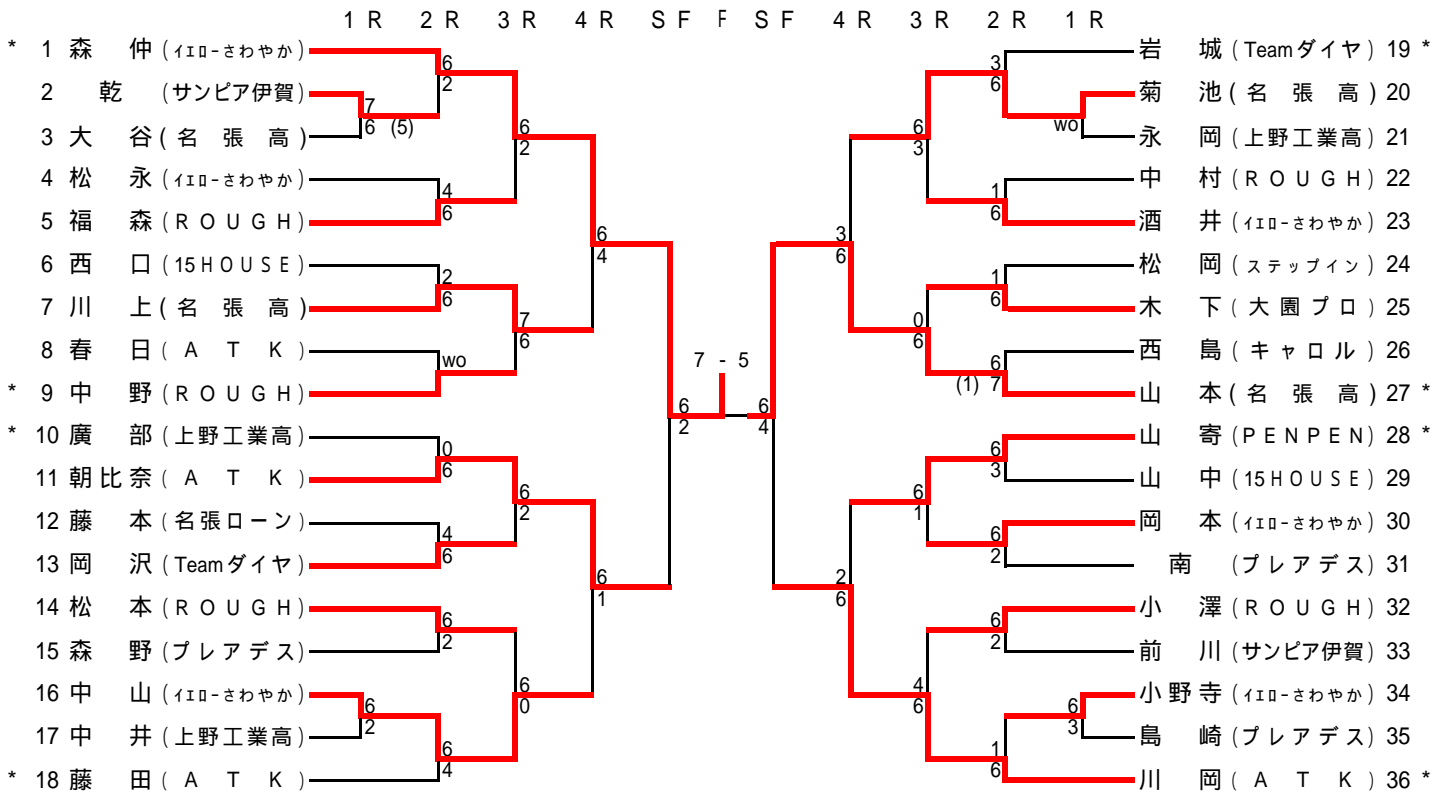 1 R 2 R 3 R 4 R S F F S F 4 R 3 R 2 R 1 R
* 1 森 仲 (イエローさわやか)
2 乾 (サンピア伊賀)
3 大 谷 (名 張 高)
4 松 永 (イエローさわやか)
5 福 森 (ROUGH)
6 西 口 (15HOUSE)
7 川 上 (名 張 高)
8 春 日 (A T K)
* 9 中 野 (ROUGH)
* 10 廣 部 (上野工業高)
11 朝比奈 (A T K)
12 藤 本 (名張ローン)
13 岡 沢 (Teamダイヤ)
14 松 本 (ROUGH)
15 森 野 (プレアデス)
16 中 山 (イエローさわやか)
17 中 井 (上野工業高)
* 18 藤 田 (A T K)
7 6 (5)
6 2
6 2
4 6
2 6
wo
0 6
4 6
6 2
6 4
6 2
7 6
6 2
6 0
6 4
6 1
6 2
7 - 5
6 4
3 6
2 6
6 3
0 6
6 1
4 6
3 6
1 6
1 6
6 7 (1)
6 3
6 2
6 2
1 6
wo
6 3
岩 城 (Teamダイヤ) 19 *
菊 池 (名 張 高) 20
永 岡 (上野工業高) 21
中 村 (ROUGH) 22
酒 井 (イエローさわやか) 23
松 岡 (ステップイン) 24
木 下 (大園プロ) 25
西 島 (キャロル) 26
山 本 (名 張 高) 27 *
山 寄 (PENPEN) 28 *
山 中 (15HOUSE) 29
岡 本 (イエローさわやか) 30
南 (プレアデス) 31
小 澤 (ROUGH) 32
前 川 (サンピア伊賀) 33
小野寺 (イエローさわやか) 34
島 崎 (プレアデス) 35
川 岡 (A T K) 36 *